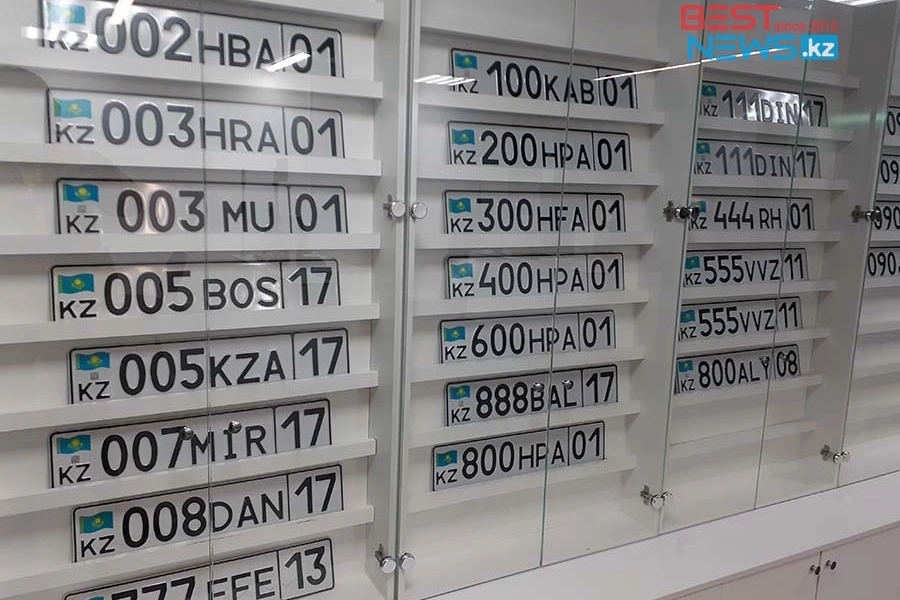 BEST
since 2012
NEWS.kz
KZ 002 HBA 01
KZ 003 HRA 01
KZ 003 MU 01
KZ 005 BOS 17
KZ 005 KZA 17
KZ 007 MIR 17
KZ 008 DAN 17
777 EFE 13
KZ 100 KAB 01
KZ 200 HPA 01
KZ 300 HFA 01
KZ 400 HPA 01
KZ 600 HPA 01
KZ 888 BAL 17
KZ 800 HPA 01
KZ 111 DIN 17
KZ 111 DIN 17
KZ 444 RH 01
KZ 555 VVZ 11
KZ 555 VVZ 11
KZ 800 ALY 08
090